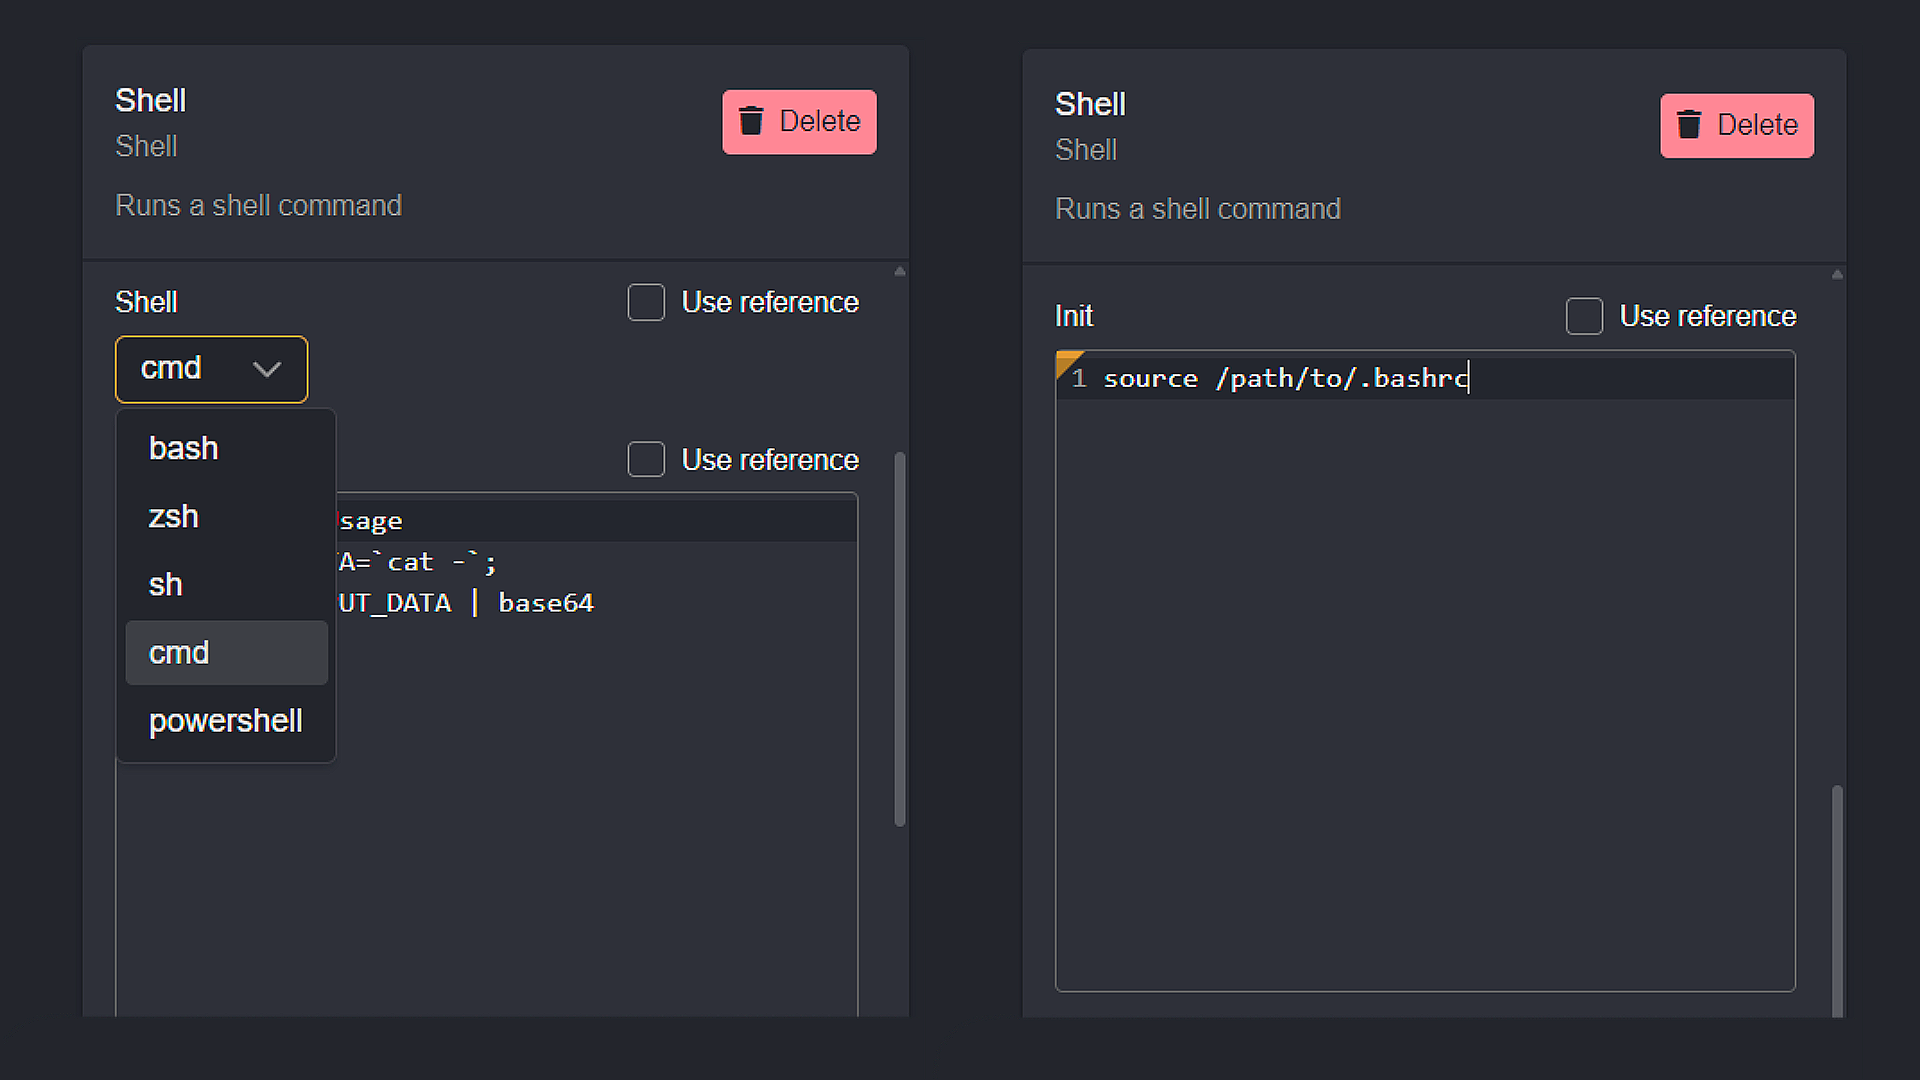 Shell
Delete
Shell
Runs a shell command
Shell
Use reference
cmd
bash
zsh
sh
cmd
powershell
Use reference
sage
A=`cat -`;
UT_DATA | base64
Shell
Delete
Shell
Runs a shell command
Init
Use reference
1 source /path/to/.bashrc